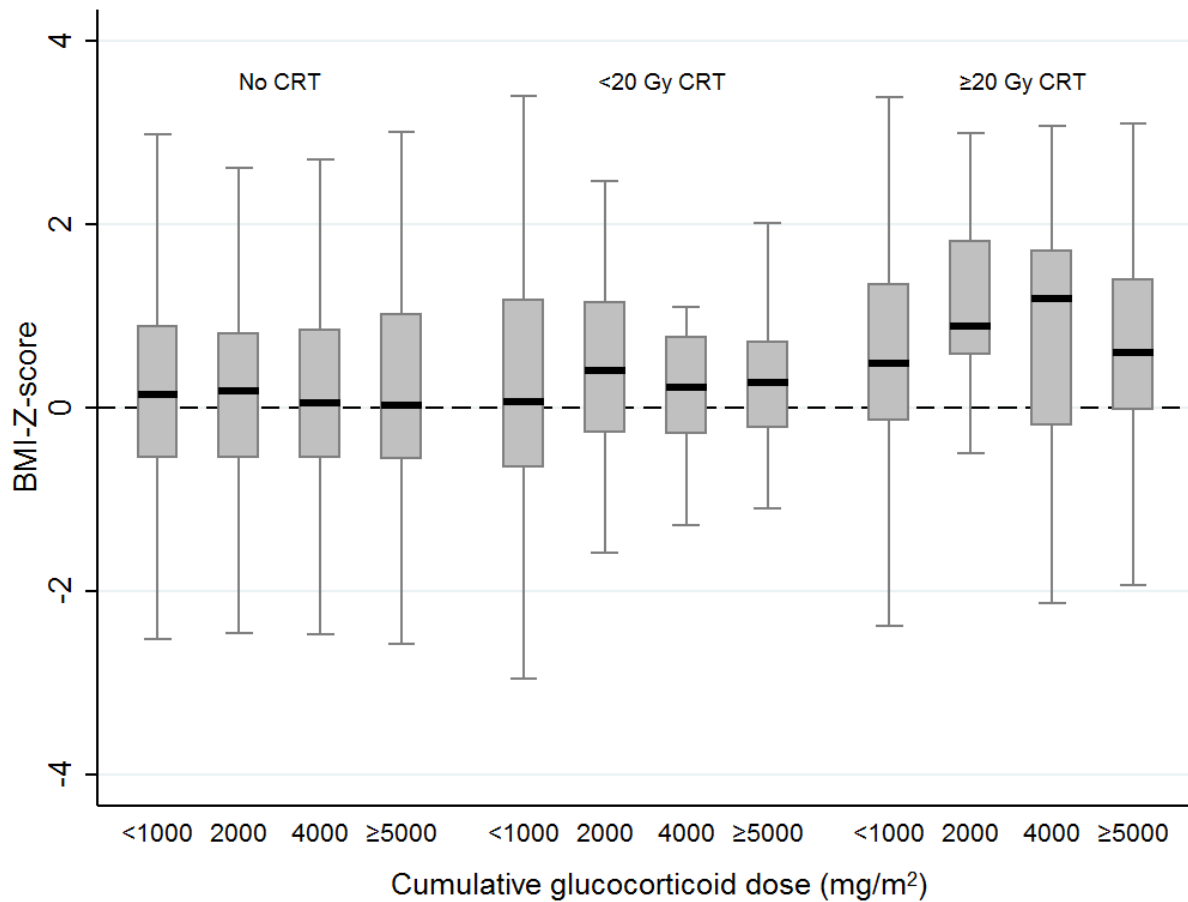 4
No CRT
<20 Gy CRT
≥20 Gy CRT
2
BMI-Z-score
0
-2
-4
<1000 2000 4000 ≥5000 <1000 2000 4000 ≥5000 <1000 2000 4000 ≥5000
Cumulative glucocorticoid dose (mg/m²)